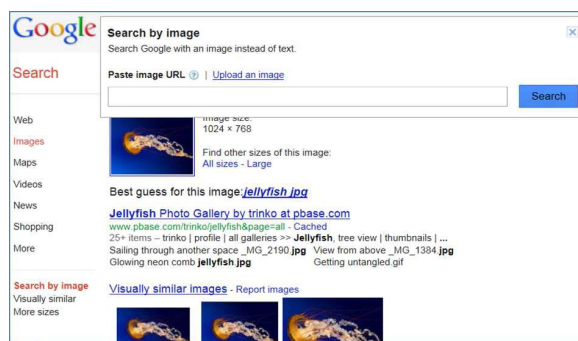 Google
Search by image
Search Google with an image instead of text.
Search
Paste image URL ? | Upload an image
Search
Web
Images
Maps
Videos
News
Shopping
More
Image size:
1024 × 768
Find other sizes of this image:
All sizes - Large
Best guess for this image:jellyfish jpg
Jellyfish Photo Gallery by trinko at pbase.com
www.pbase.com/trinko/jellyfish&page=all - Cached
25+ items – trinko | profile | all galleries >> Jellyfish, tree view | thumbnails | ...
Sailing through another space _MG_2190.jpg View from above _MG_1384.jpg
Glowing neon comb jellyfish.jpg Getting untangled.gif
Search by image
Visually similar
More sizes
Visually similar images - Report images